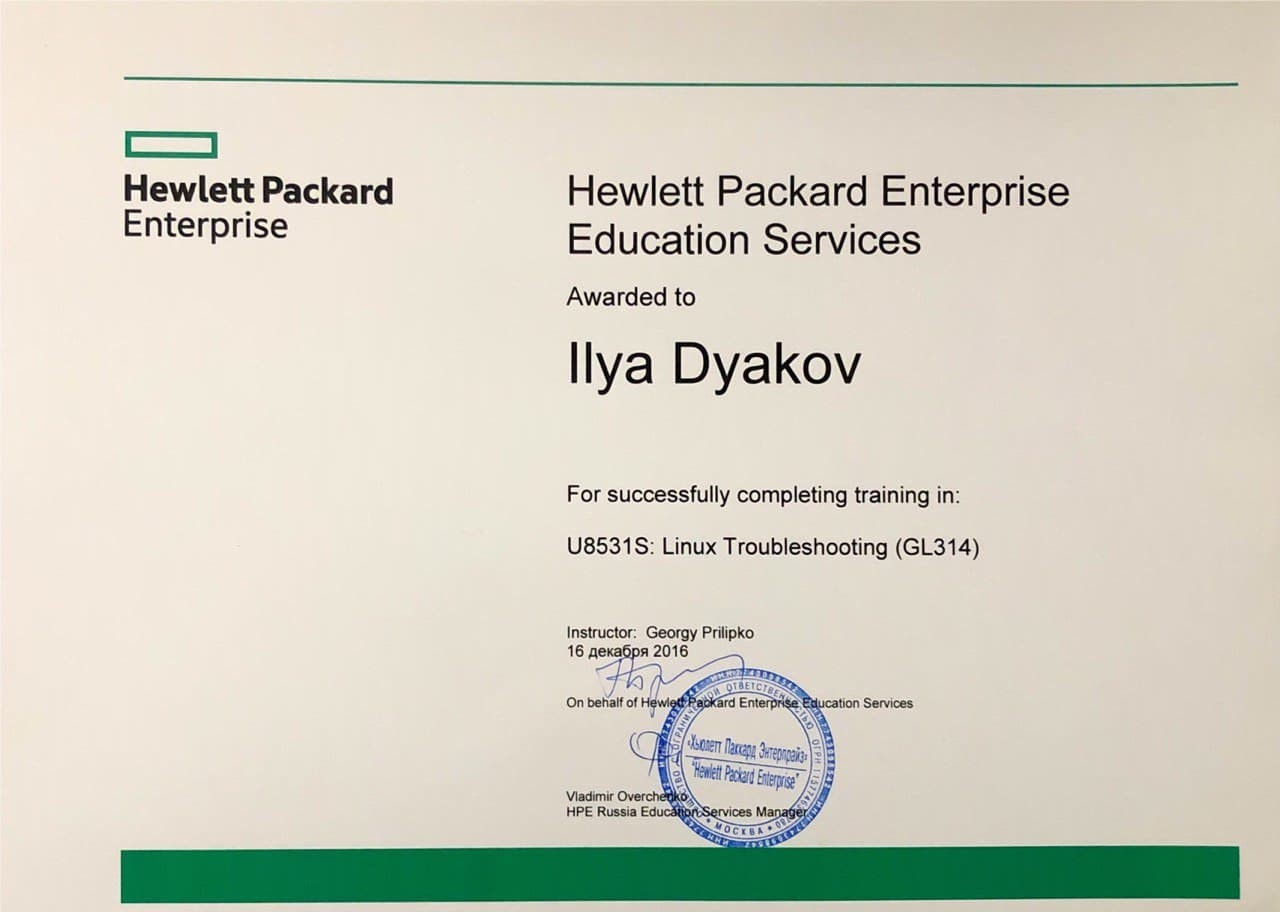 Hewlett Packard
Enterprise
Hewlett Packard Enterprise
Education Services
Awarded to
Ilya Dyakov
For successfully completing training in:
U8531S: Linux Troubleshooting (GL314)
Instructor: Georgy Prilipko
16 декабря 2016
On behalf of Hewlett Packard Enterprise Education Services
ОГРАНИЧЕННОЙ ОТВЕТСТВЕННОСТЬЮ
«Хьюлетт Паккард Энтерпрайз»
"Hewlett Packard Enterprise"
МОСКВА
Vladimir Overchenko
HPE Russia Education Services Manager